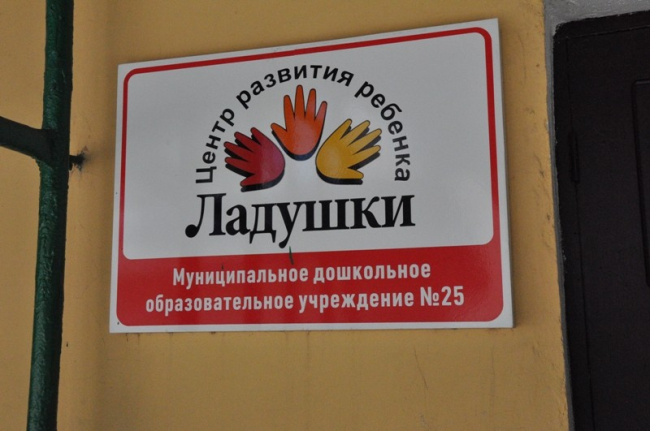 Центр развития ребенка
Ладушки
Муниципальное дошкольное
образовательное учреждение №25